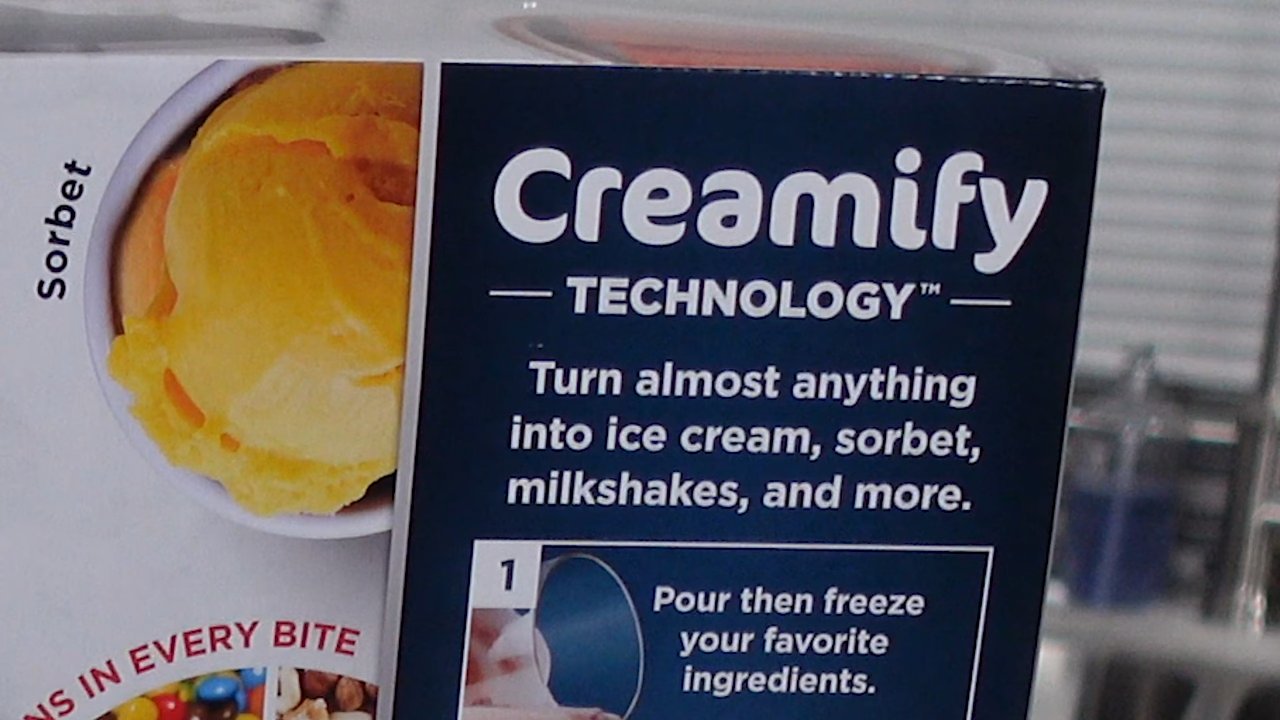 Sorbet
IN EVERY BITE
Creamify
TECHNOLOGY™
Turn almost anything
into ice cream, sorbet,
milkshakes, and more.
1
Pour then freeze
your favorite
ingredients.